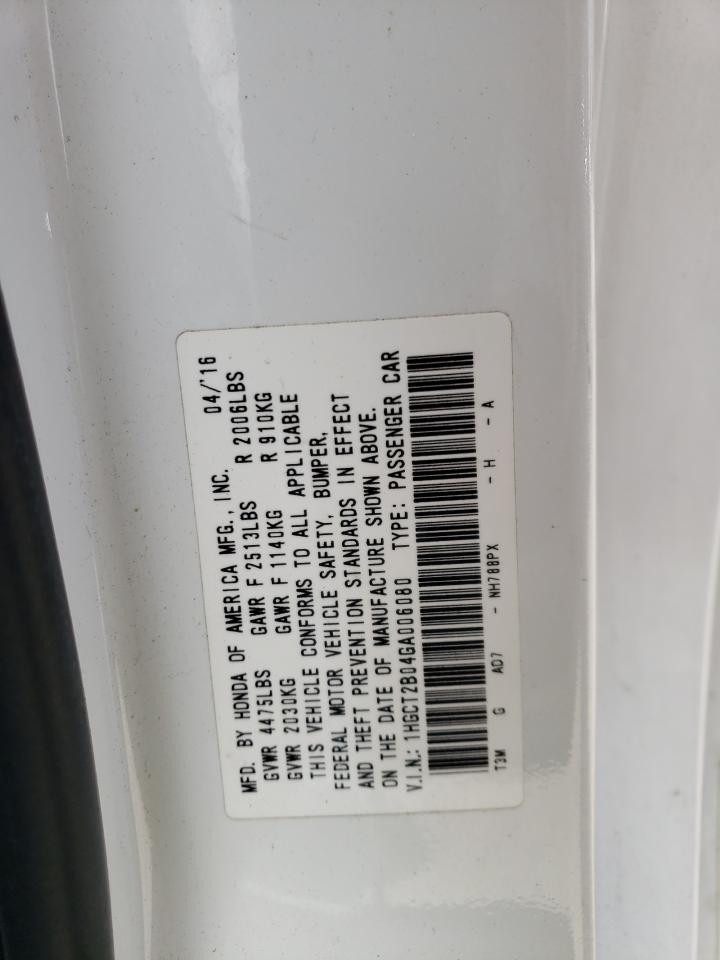 MFD. BY HONDA OF AMERICA MFG., INC. 04/'16
GVWR 4475LBS GAWR F 2513LBS R 2006LBS
GVWR 2030KG GAWR F 1140KG R 910KG
THIS VEHICLE CONFORMS TO ALL APPLICABLE
FEDERAL MOTOR VEHICLE SAFETY, BUMPER,
AND THEFT PREVENTION STANDARDS IN EFFECT
ON THE DATE OF MANUFACTURE SHOWN ABOVE.
V.I.N.: 1HGCT2B04GA006080 TYPE: PASSENGER CAR
T3M G AD7 - NH788PX - H - A